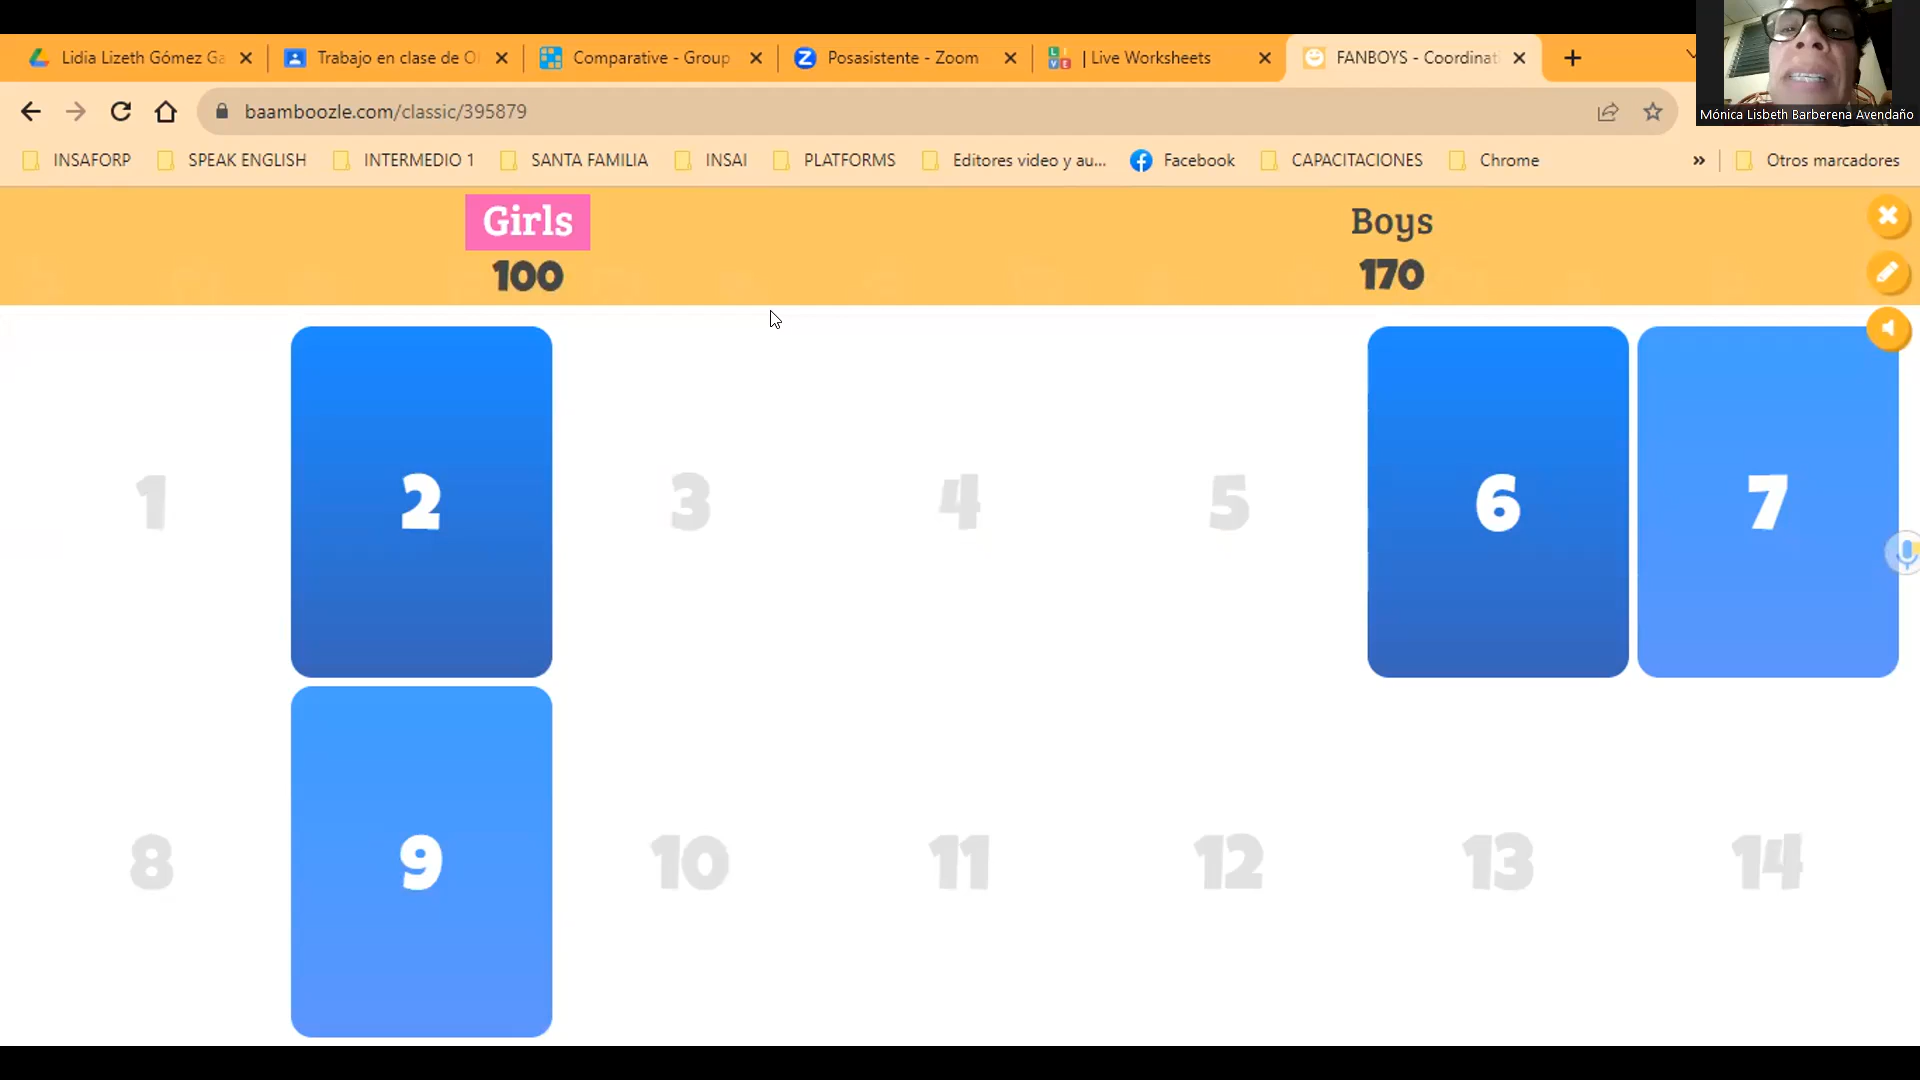 Lidia Lizeth Gómez Ga
Trabajo en clase de O
Comparative - Group
Posasistente - Zoom
| Live Worksheets
FANBOYS - Coordinat
baamboozle.com/classic/395879
Mónica Lisbeth Barberena Avendaño
INSAFORP
SPEAK ENGLISH
INTERMEDIO 1
SANTA FAMILIA
INSAI
PLATFORMS
Editores video y au...
Facebook
CAPACITACIONES
Chrome
»
Otros marcadores
Girls
Boys
100
170
1
2
3
4
5
6
7
8
9
10
11
12
13
14